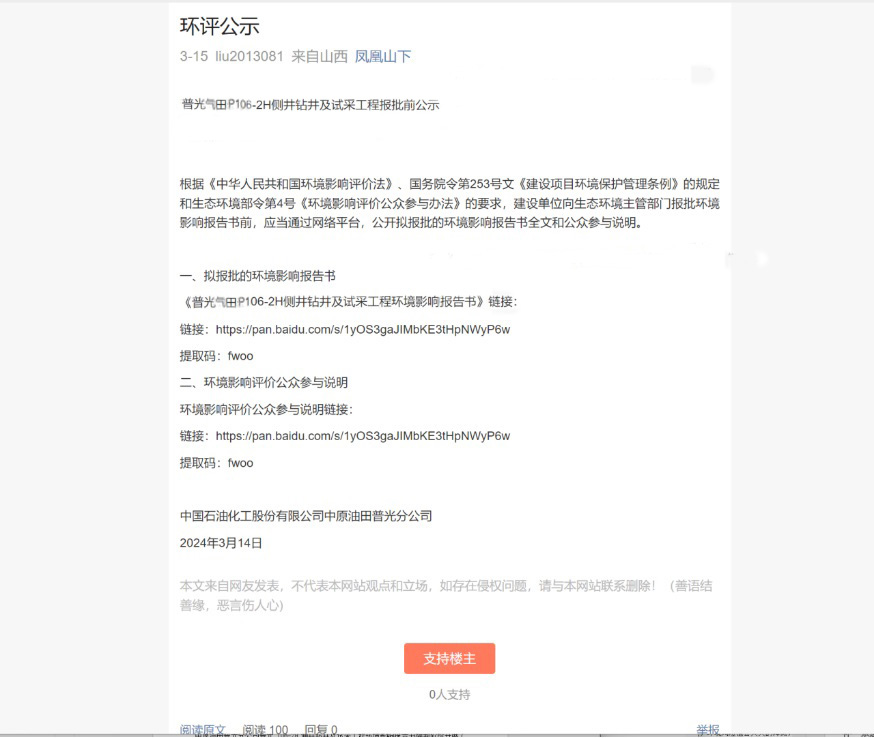 环评公示
3-15 liu2013081 来自山西 凤凰山下
普光气田P106-2H侧井钻井及试采工程报批前公示
根据《中华人民共和国环境影响评价法》、国务院令第253号文《建设项目环境保护管理条例》的规定
和生态环境部令第4号《环境影响评价公众参与办法》的要求，建设单位向生态环境主管部门报批环境
影响报告书前，应当通过网络平台，公开拟报批的环境影响报告书全文和公众参与说明。
一、拟报批的环境影响报告书
《普光气田P106-2H侧井钻井及试采工程环境影响报告书》链接：
链接：https://pan.baidu.com/s/1yOS3gaJIMbKE3tHpNWyP6w
提取码：fwoo
二、环境影响评价公众参与说明
环境影响评价公众参与说明链接：
链接：https://pan.baidu.com/s/1yOS3gaJIMbKE3tHpNWyP6w
提取码：fwoo
中国石油化工股份有限公司中原油田普光分公司
2024年3月14日
本文来自网友发表，不代表本网站观点和立场，如存在侵权问题，请与本网站联系删除！（善语结
善缘，恶言伤人心）
支持楼主
0人支持
阅读原文 阅读 100 回复 0 举报